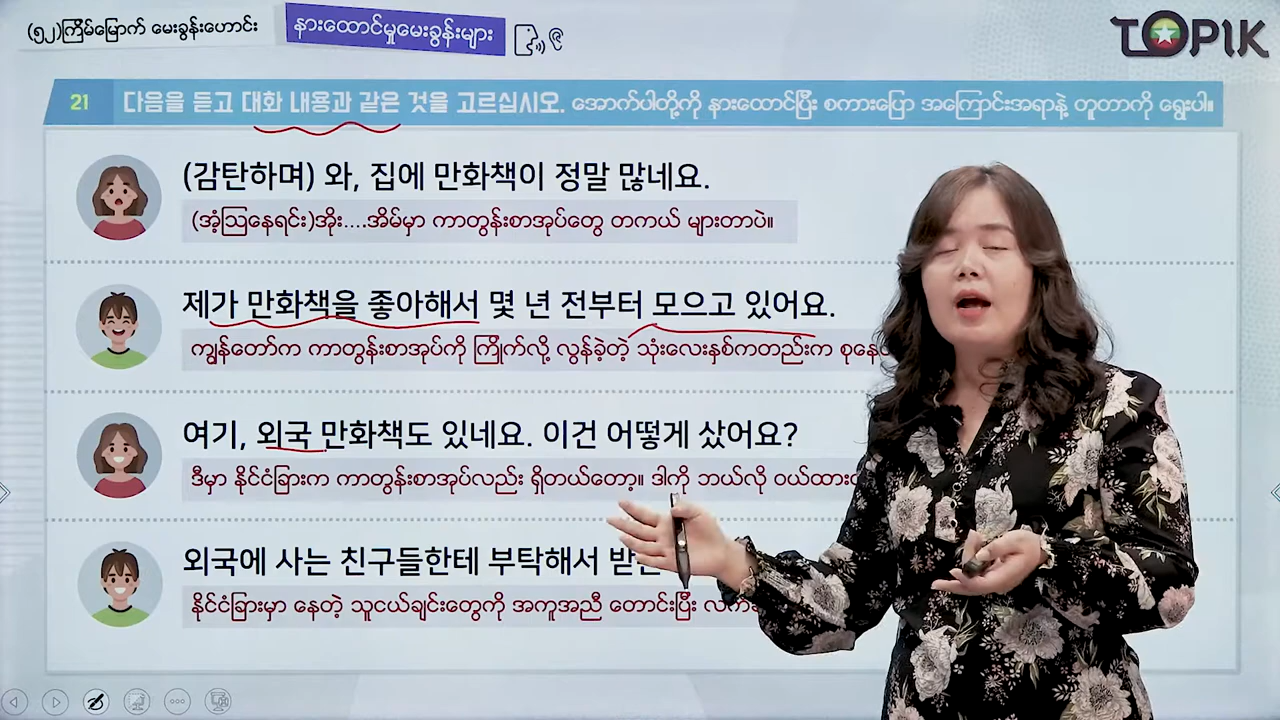 (၅၂)ကြိမ်မြောက် မေးခွန်းဟောင်း
နားထောင်မှုမေးခွန်းများ
၉
TOPIK
21 다음을 듣고 대화 내용과 같은 것을 고르십시오. အောက်ပါတို့ကို နားထောင်ပြီး စကားပြော အကြောင်းအရာနဲ့ တူတာကို ရွေးပါ။
(감탄하며) 와, 집에 만화책이 정말 많네요.
(အံ့ဩနေရင်း)အိုး....အိမ်မှာ ကာတွန်းစာအုပ်တွေ တကယ် များတာပဲ။
제가 만화책을 좋아해서 몇 년 전부터 모으고 있어요.
ကျွန်တော်က ကာတွန်းစာအုပ်ကို ကြိုက်လို့ လွန်ခဲ့တဲ့ သုံးလေးနှစ်ကတည်းက
여기, 외국 만화책도 있네요. 이건 어떻게 샀어요?
ဒီမှာ နိုင်ငံခြားက ကာတွန်းစာအုပ်လည်း ရှိတယ်တော့။ ဒါကို ဘယ်လို
외국에 사는 친구들한테 부탁해서
နိုင်ငံခြားမှာ နေတဲ့ သူငယ်ချင်းတွေကို အကူအညီ တောင်းပြီး